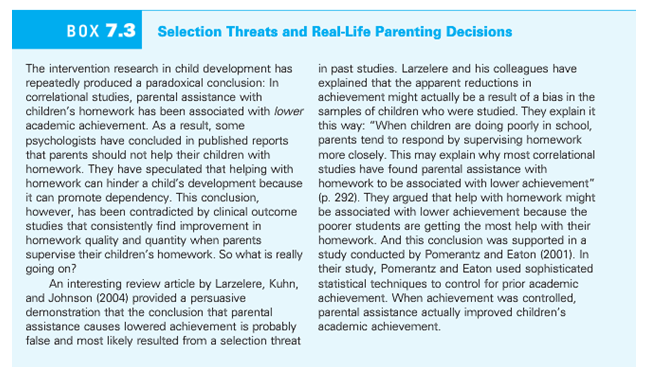 BOX 7.3 Selection Threats and Real-Life Parenting Decisions
The intervention research in child development has
repeatedly produced a paradoxical conclusion: In
correlational studies, parental assistance with
children's homework has been associated with lower
academic achievement. As a result, some
psychologists have concluded in published reports
that parents should not help their children with
homework. They have speculated that helping with
homework can hinder a child's development because
it can promote dependency. This conclusion,
however, has been contradicted by clinical outcome
studies that consistently find improvement in
homework quality and quantity when parents
supervise their children's homework. So what is really
going on?
An interesting review article by Larzelere, Kuhn,
and Johnson (2004) provided a persuasive
demonstration that the conclusion that parental
assistance causes lowered achievement is probably
false and most likely resulted from a selection threat
in past studies. Larzelere and his colleagues have
explained that the apparent reductions in
achievement might actually be a result of a bias in the
samples of children who were studied. They explain it
this way: "When children are doing poorly in school,
parents tend to respond by supervising homework
more closely. This may explain why most correlational
studies have found parental assistance with
homework to be associated with lower achievement"
(p. 292). They argued that help with homework might
be associated with lower achievement because the
poorer students are getting the most help with their
homework. And this conclusion was supported in a
study conducted by Pomerantz and Eaton (2001). In
their study, Pomerantz and Eaton used sophisticated
statistical techniques to control for prior academic
achievement. When achievement was controlled,
parental assistance actually improved children's
academic achievement.